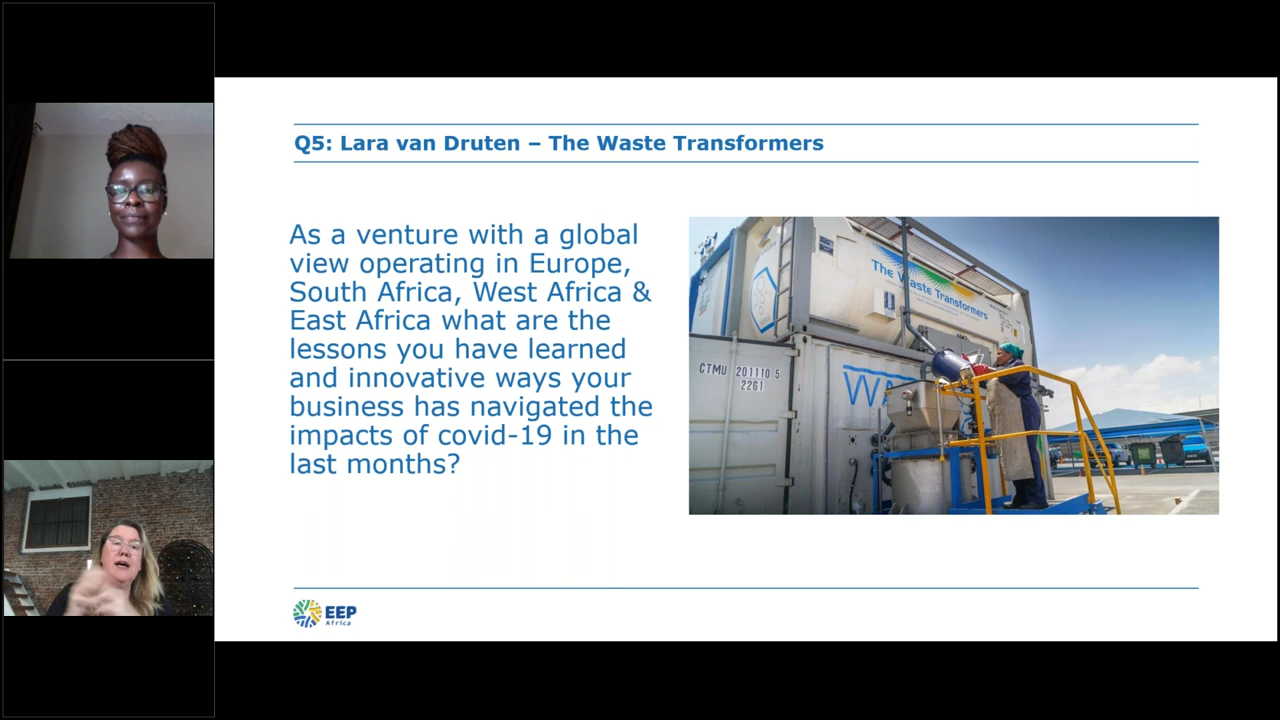 Q5: Lara van Druten – The Waste Transformers
As a venture with a global
view operating in Europe,
South Africa, West Africa &
East Africa what are the
lessons you have learned
and innovative ways your
business has navigated the
impacts of covid-19 in the
last months?
The Waste Transformers
CTMU 201110 5
22G1
WA
EEP
Africa